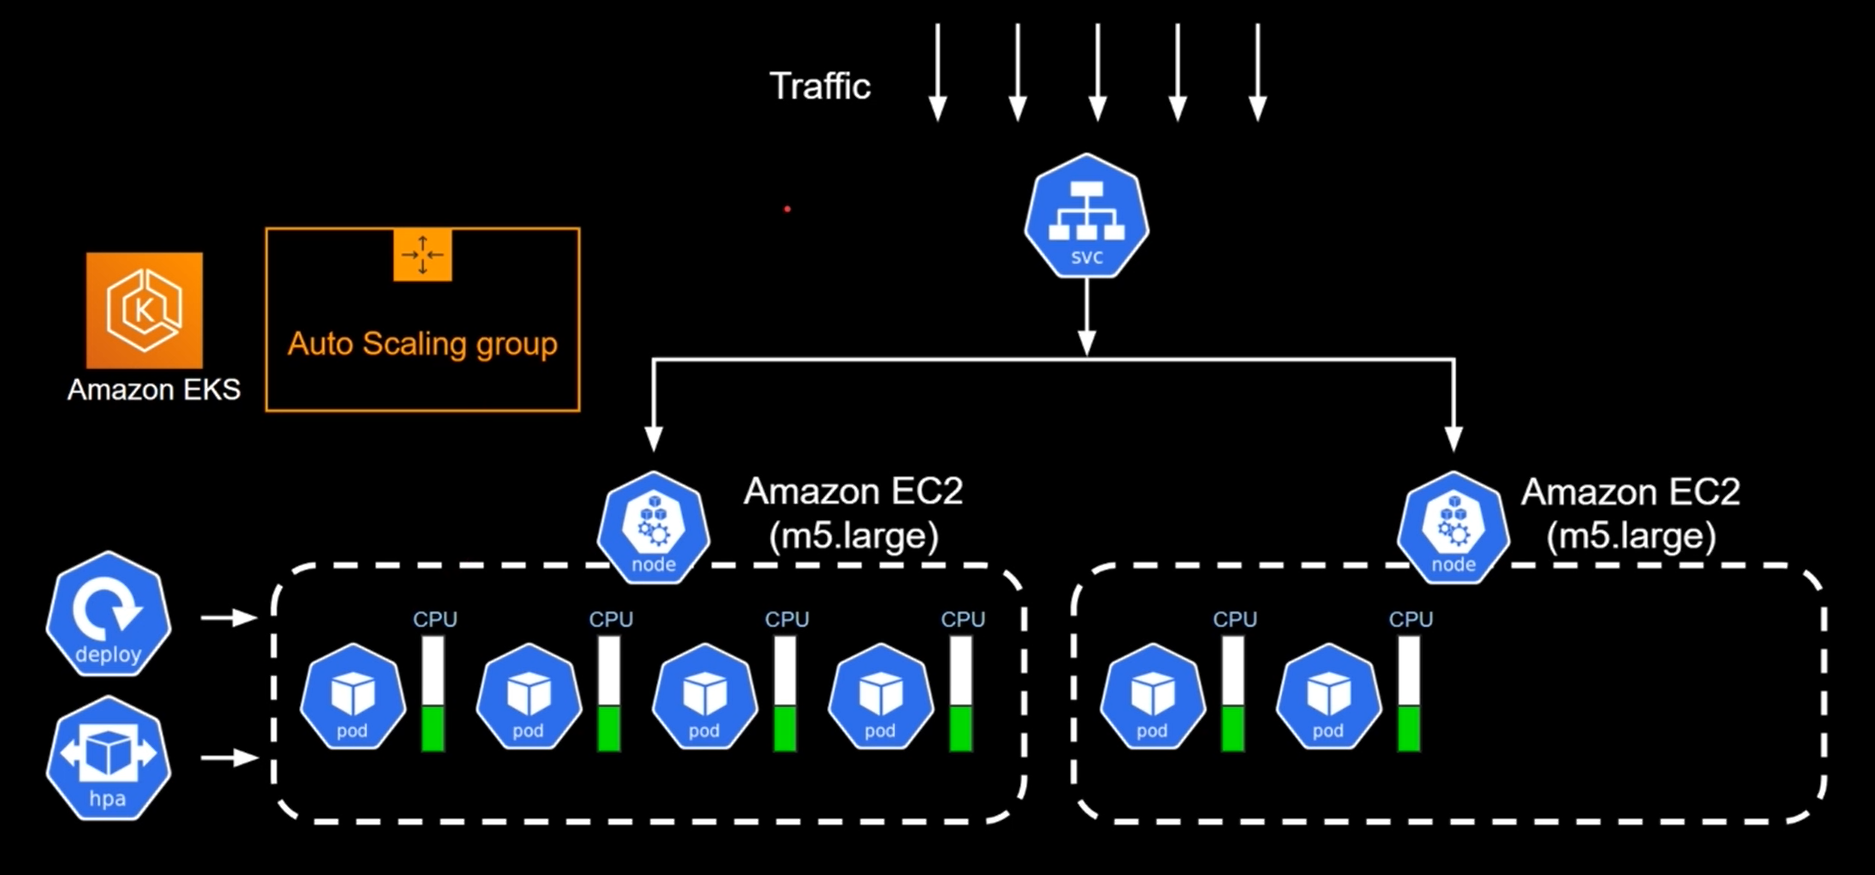 Traffic
svc
K
Auto Scaling group
Amazon EKS
Amazon EC2
(m5.large)
Amazon EC2
(m5.large)
node
node
deploy
hpa
CPU
CPU
CPU
CPU
CPU
CPU
pod
pod
pod
pod
pod
pod